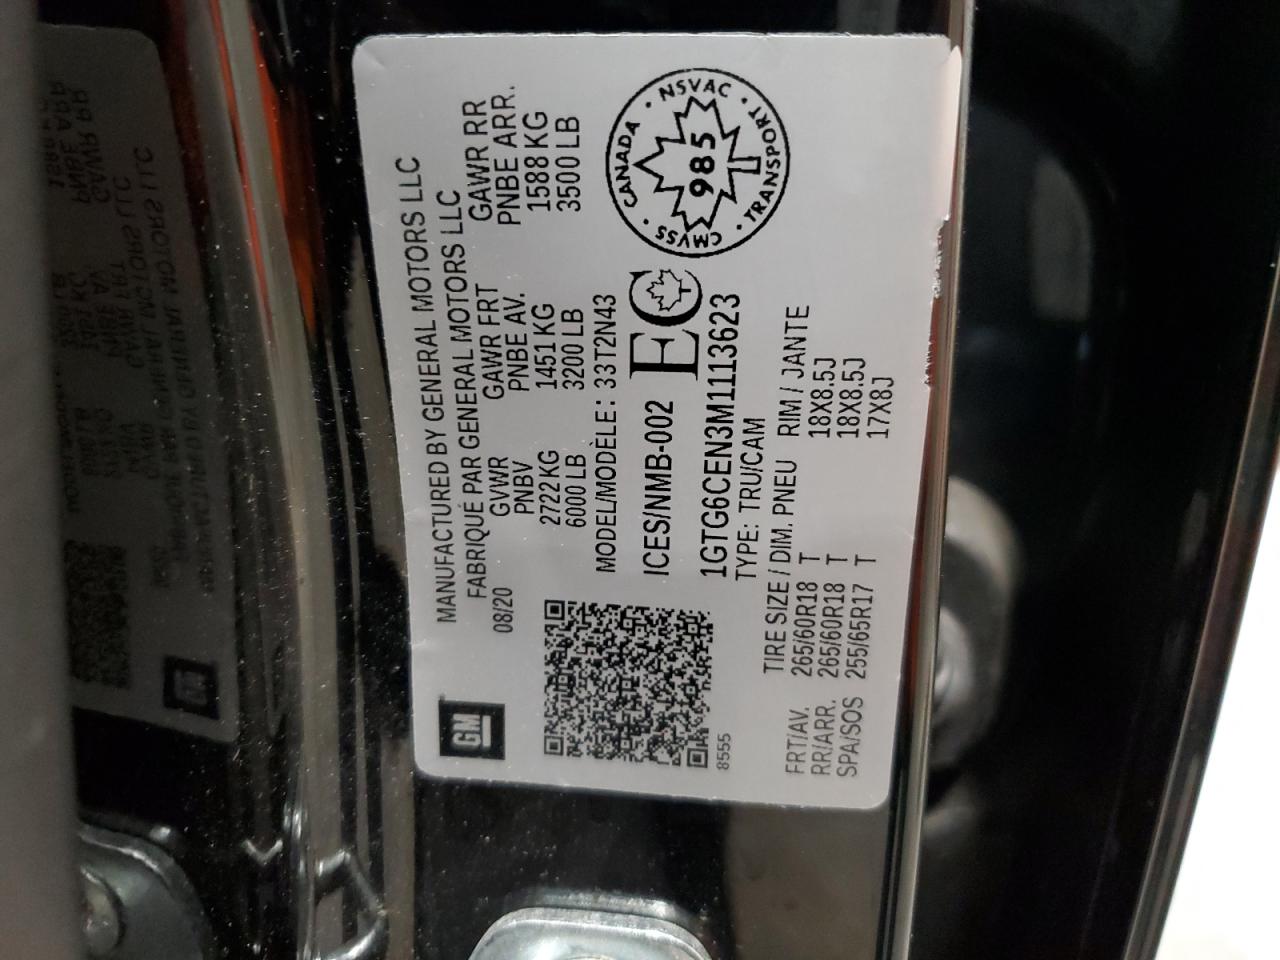 MANUFACTURED BY GENERAL MOTORS LLC
FABRIQUÉ PAR GENERAL MOTORS LLC
08/20 GVWR GAWR FRT GAWR RR
PNBV PNBE AV. PNBE ARR.
2722 KG 1451 KG 1588 KG
6000 LB 3200 LB 3500 LB
GM
MODEL/MODÈLE: 33T2N43
ICES/NMB-002 EC
CANADA · NSVAC · TRANSPORT · CMVSS ·
985
1GTG6CEN3M1113623
8555 TYPE: TRU/CAM
TIRE SIZE / DIM. PNEU RIM / JANTE
FRT/AV. 265/60R18 T 18X8.5J
RR/ARR. 265/60R18 T 18X8.5J
SPA/SOS 255/65R17 T 17X8J